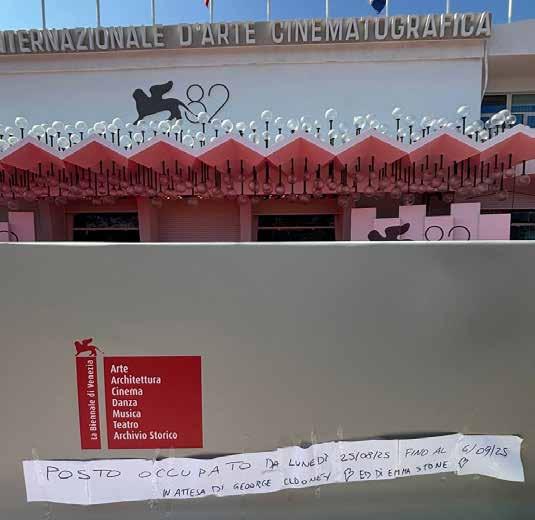 INTERNAZIONALE D'ARTE CINEMATOGRAFICA
82
82
La Biennale di Venezia
Arte
Architettura
Cinema
Danza
Musica
Teatro
Archivio Storico
POSTO OCCUPATO DA LUNEDÌ 25/08/25 FINO AL 6/09/25
IN ATTESA DI GEORGE CLOONEY ♡ ED DI EMMA STONE ♡